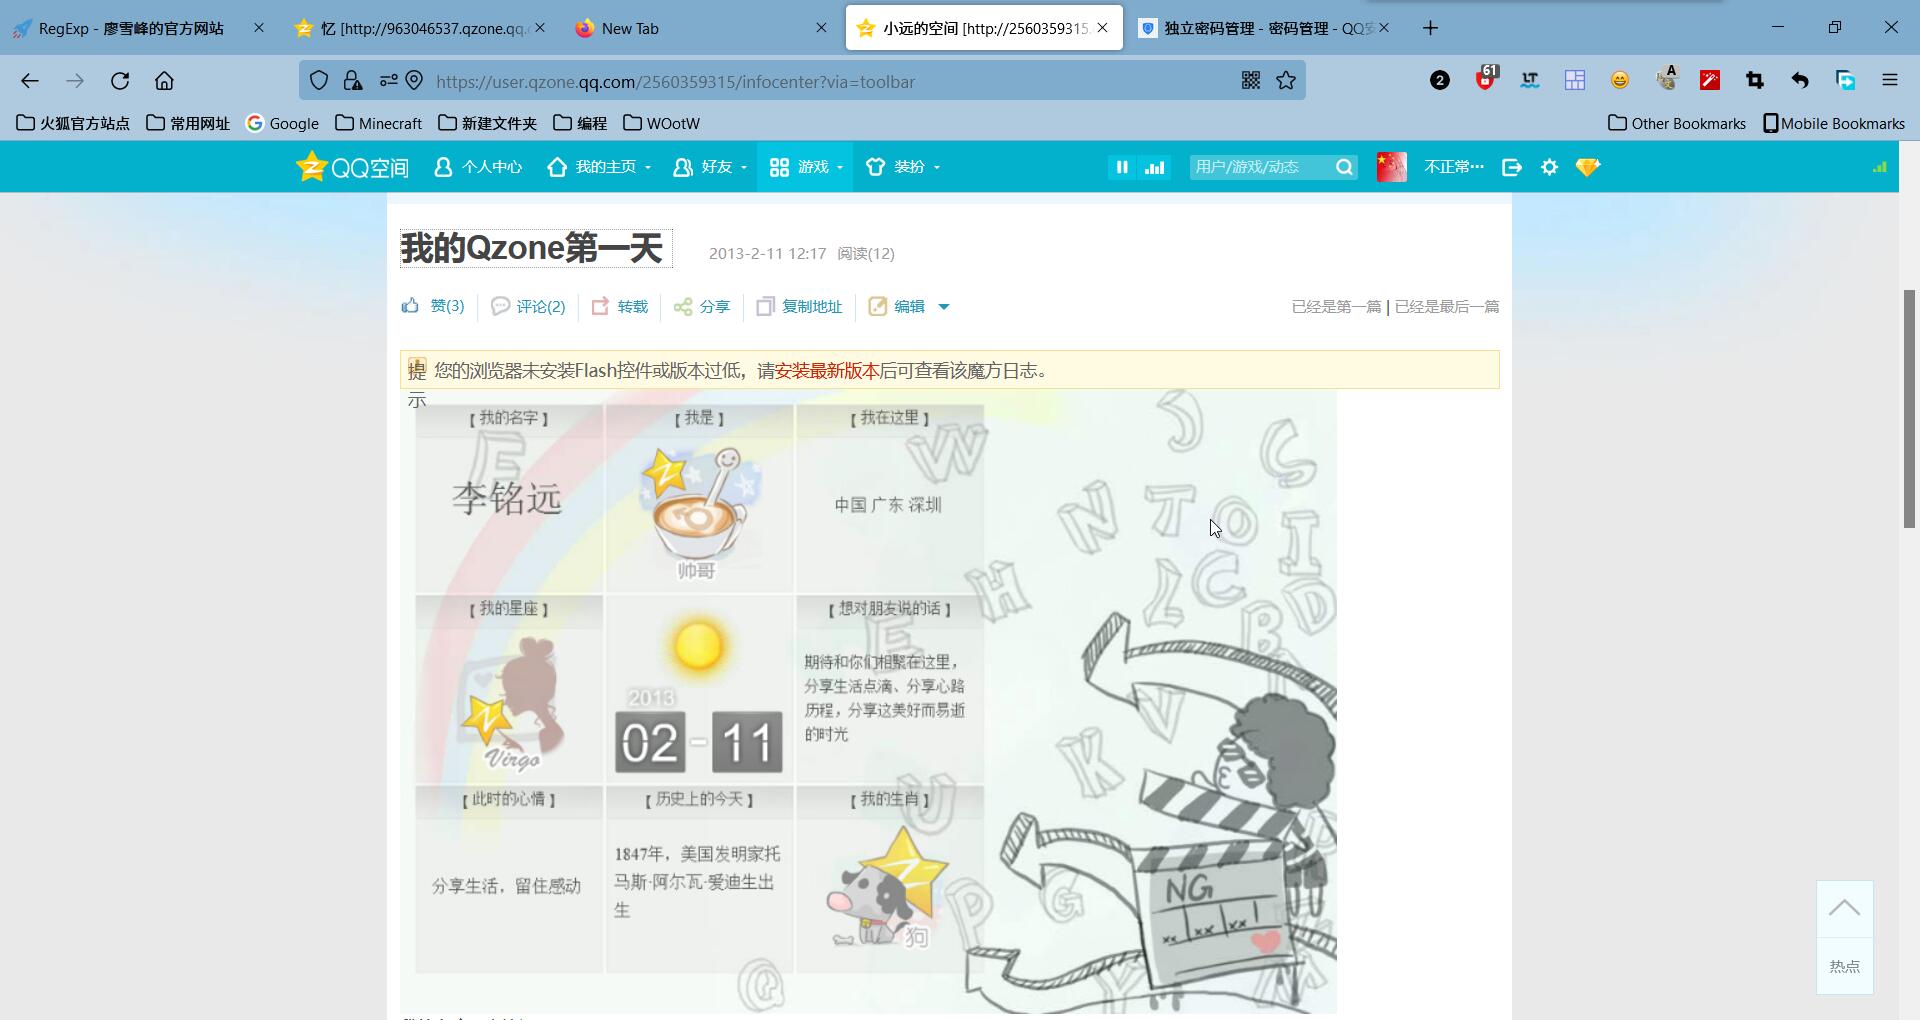 RegExp - 廖雪峰的官方网站
忆 [http://963046537.qzone.qq.c
New Tab
小远的空间 [http://2560359315.
独立密码管理 - 密码管理 - QQ安
https://user.qzone.qq.com/2560359315/infocenter?via=toolbar
2
61
LT
A
火狐官方站点
常用网址
Google
Minecraft
新建文件夹
编程
WOotW
Other Bookmarks
Mobile Bookmarks
QQ空间
个人中心
我的主页
好友
游戏
装扮
用户/游戏/动态
不正常···
我的Qzone第一天
2013-2-11 12:17 阅读(12)
赞(3)
评论(2)
转载
分享
复制地址
编辑
已经是第一篇 | 已经是最后一篇
提示
您的浏览器未安装Flash控件或版本过低，请安装最新版本后可查看该魔方日志。
【 我的名字 】
李铭远
【 我是 】
帅哥
【 我在这里 】
中国 广东 深圳
【 我的星座 】
Virgo
2013
02-11
【 想对朋友说的话 】
期待和你们相聚在这里，
分享生活点滴、分享心路
历程，分享这美好而易逝
的时光
【 此时的心情 】
分享生活，留住感动
【 历史上的今天 】
1847年，美国发明家托
马斯·阿尔瓦·爱迪生出
生
【 我的生肖 】
狗
J
S
W
N
T
O
I
E
H
L
C
B
D
E
V
K
U
P
G
Q
Y
NG
xx xx xx 1
热点